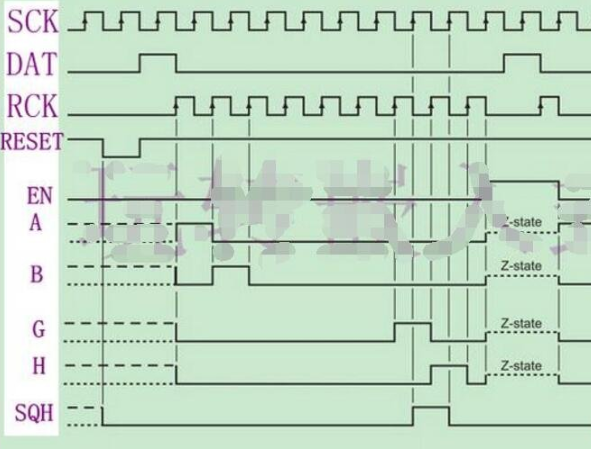 SCK
DAT
RCK
RESET
EN
A
Z-state
B
Z-state
G
Z-state
H
Z-state
SQH